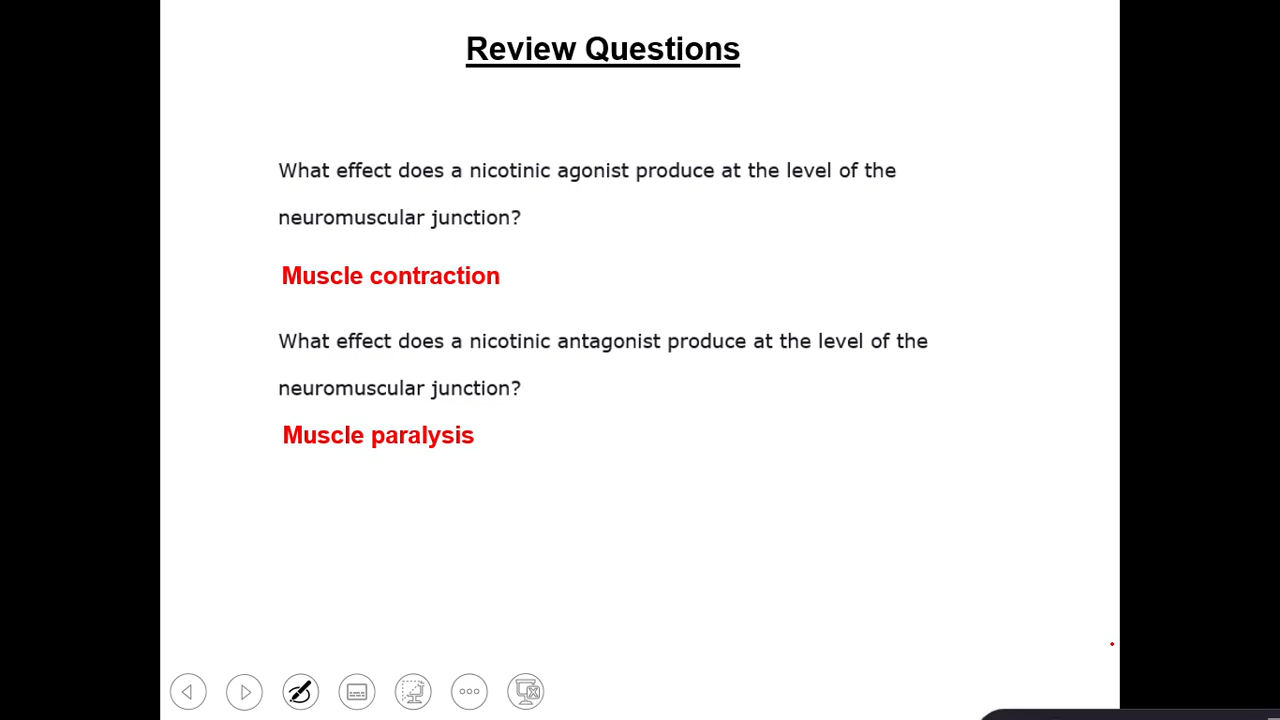 Review Questions
What effect does a nicotinic agonist produce at the level of the
neuromuscular junction?
Muscle contraction
What effect does a nicotinic antagonist produce at the level of the
neuromuscular junction?
Muscle paralysis